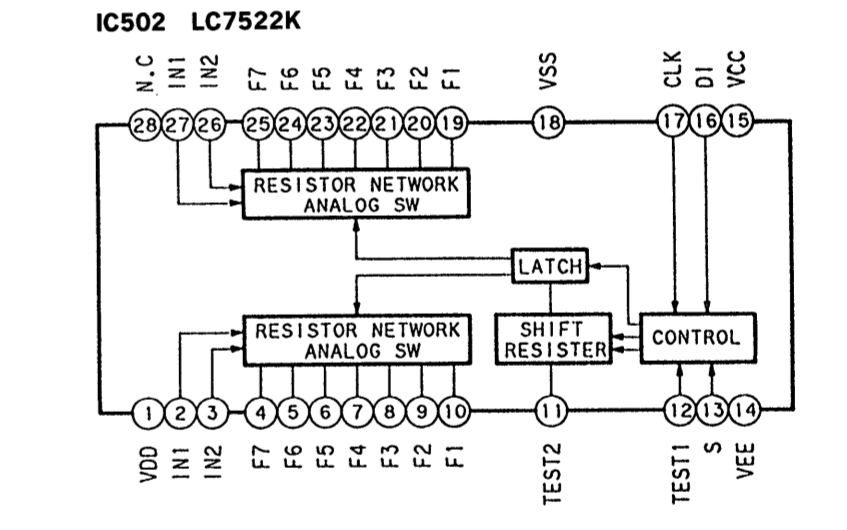 IC502 LC7522K
N.C IN1 IN2 F7 F6 F5 F4 F3 F2 F1 VSS CLK DI VCC
28 27 26 25 24 23 22 21 20 19 18 17 16 15
RESISTOR NETWORK
ANALOG SW
LATCH
RESISTOR NETWORK
ANALOG SW
SHIFT
RESISTER
CONTROL
1 2 3 4 5 6 7 8 9 10 11 12 13 14
VDD IN1 IN2 F7 F6 F5 F4 F3 F2 F1 TEST2 TEST1 S VEE